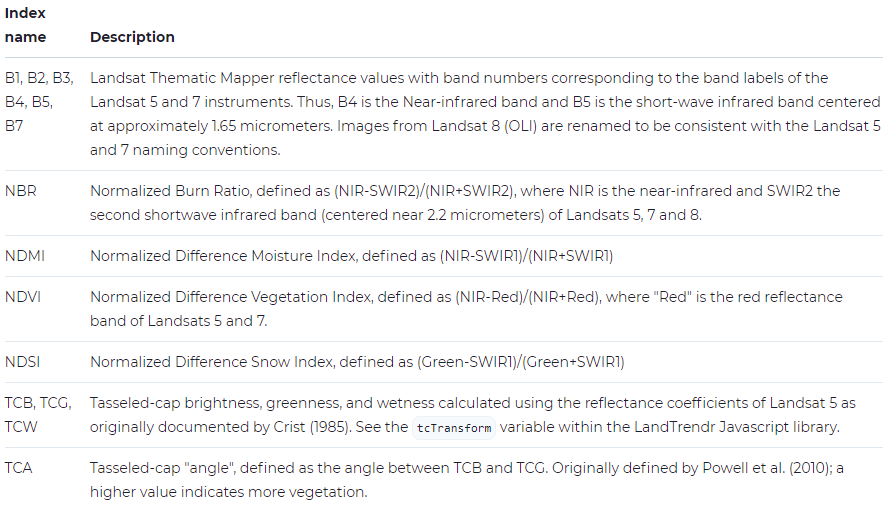 Index
name Description
B1, B2, B3, Landsat Thematic Mapper reflectance values with band numbers corresponding to the band labels of the
B4, B5, Landsat 5 and 7 instruments. Thus, B4 is the Near-infrared band and B5 is the short-wave infrared band centered
B7 at approximately 1.65 micrometers. Images from Landsat 8 (OLI) are renamed to be consistent with the Landsat 5
and 7 naming conventions.
NBR Normalized Burn Ratio, defined as (NIR-SWIR2)/(NIR+SWIR2), where NIR is the near-infrared and SWIR2 the
second shortwave infrared band (centered near 2.2 micrometers) of Landsats 5, 7 and 8.
NDMI Normalized Difference Moisture Index, defined as (NIR-SWIR1)/(NIR+SWIR1)
NDVI Normalized Difference Vegetation Index, defined as (NIR-Red)/(NIR+Red), where "Red" is the red reflectance
band of Landsats 5 and 7.
NDSI Normalized Difference Snow Index, defined as (Green-SWIR1)/(Green+SWIR1)
TCB, TCG, Tasseled-cap brightness, greenness, and wetness calculated using the reflectance coefficients of Landsat 5 as
TCW originally documented by Crist (1985). See the tcTransform variable within the LandTrendr Javascript library.
TCA Tasseled-cap "angle", defined as the angle between TCB and TCG. Originally defined by Powell et al. (2010); a
higher value indicates more vegetation.